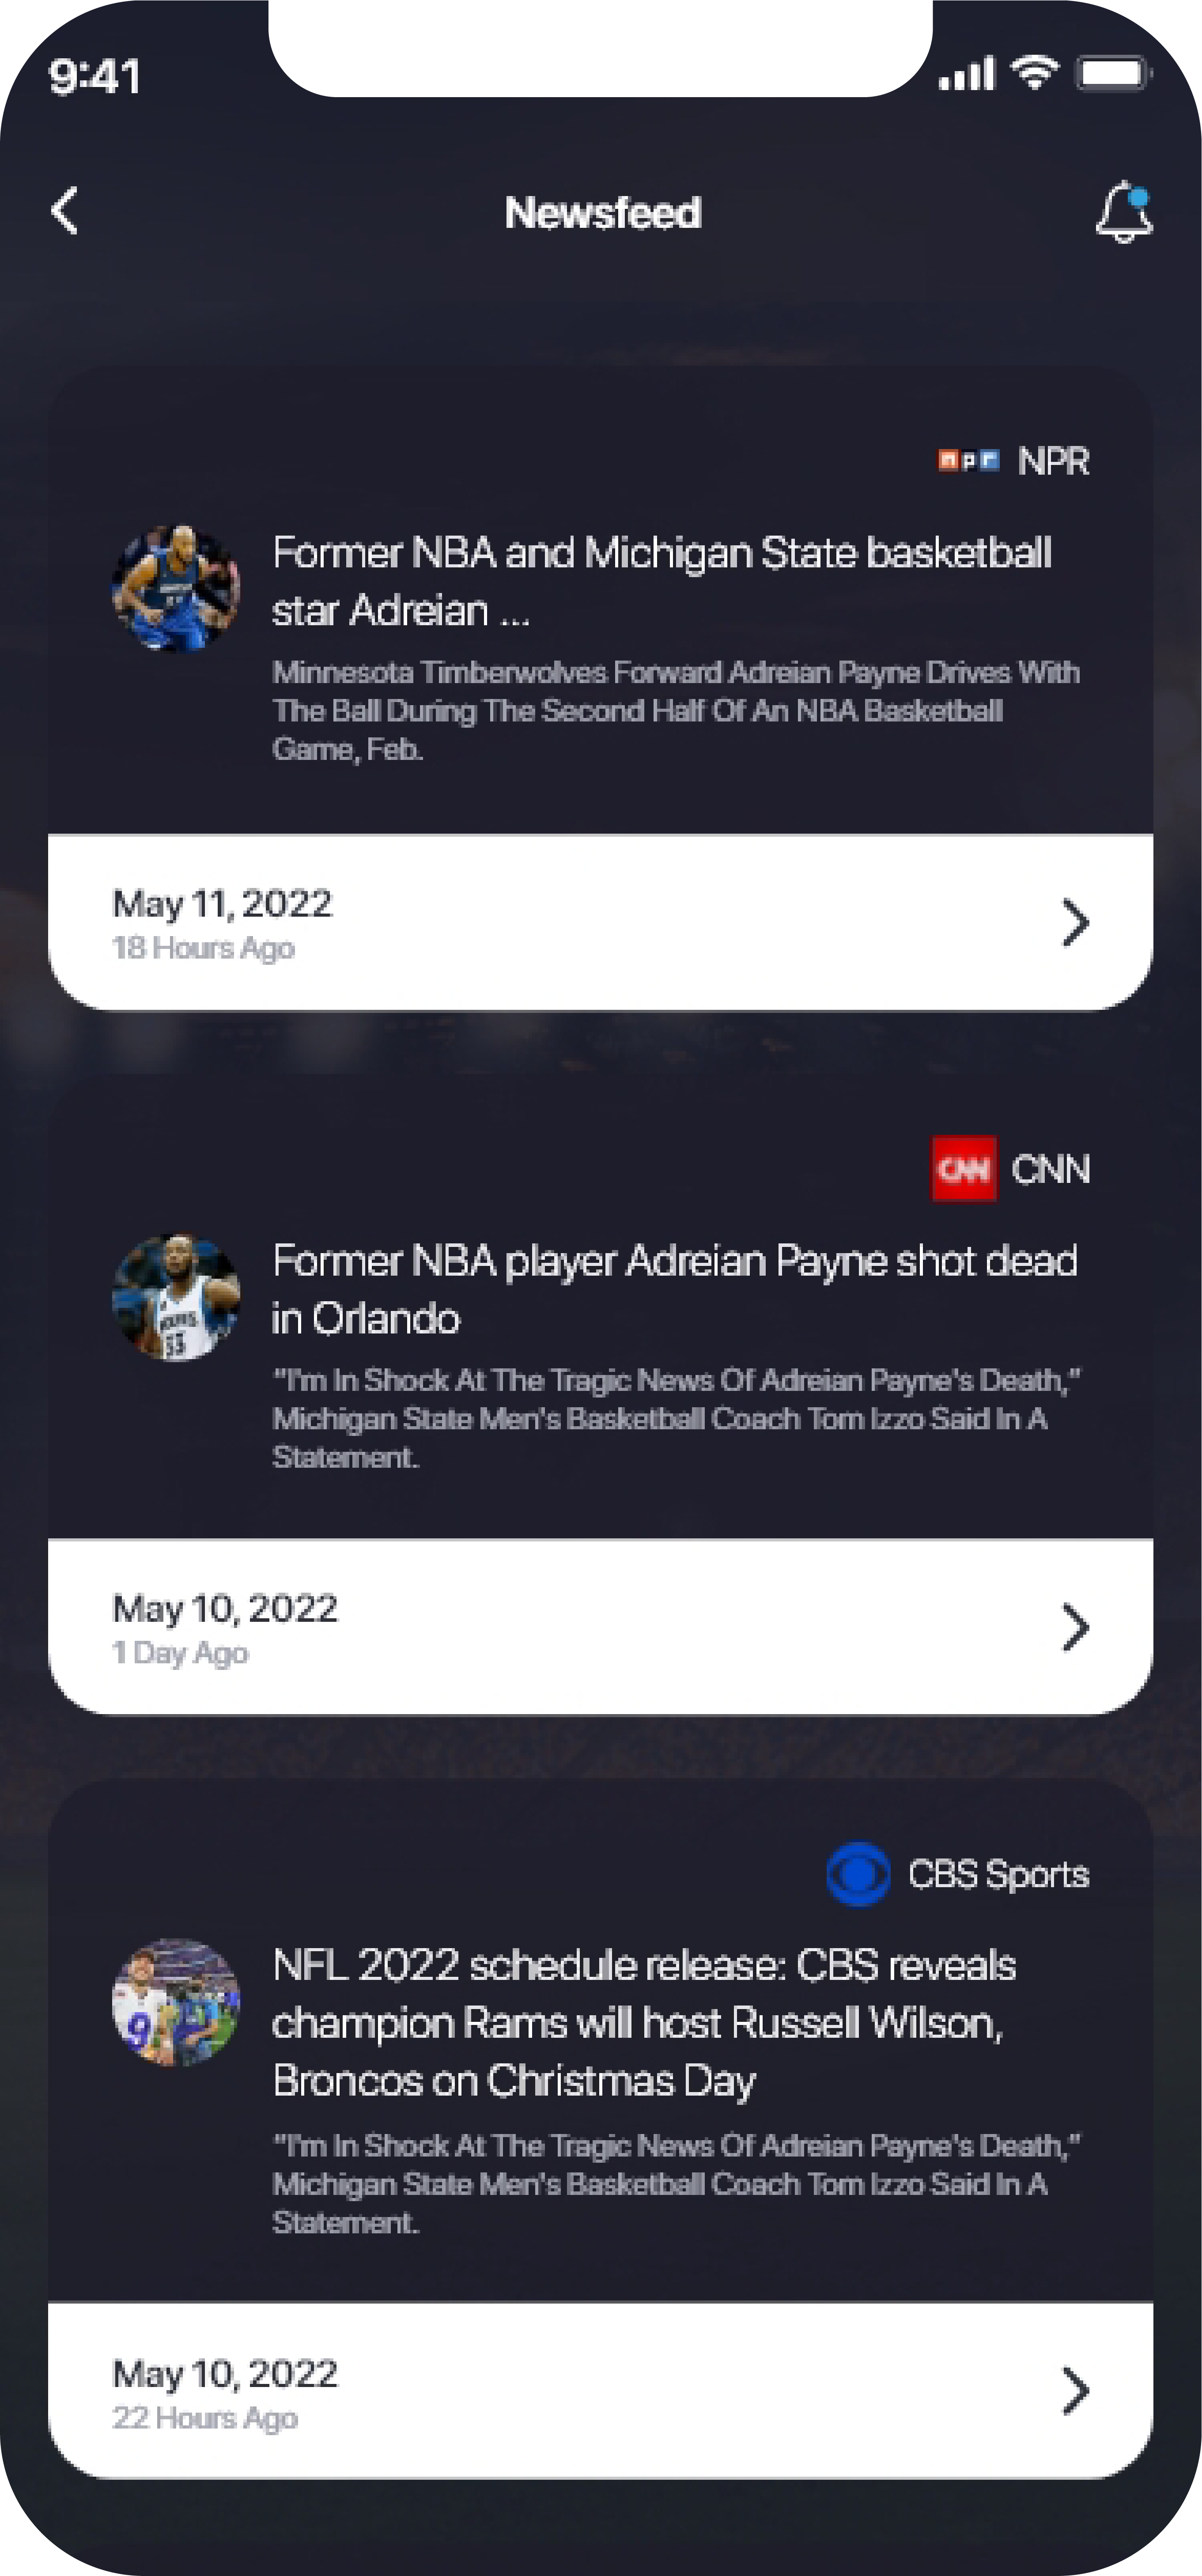 9:41
Newsfeed
npr NPR
Former NBA and Michigan State basketball
star Adreian ...
Minnesota Timberwolves Forward Adreian Payne Drives With
The Ball During The Second Half Of An NBA Basketball
Game, Feb.
May 11, 2022
18 Hours Ago
CNN CNN
Former NBA player Adreian Payne shot dead
in Orlando
"I'm In Shock At The Tragic News Of Adreian Payne's Death,"
Michigan State Men's Basketball Coach Tom Izzo Said In A
Statement.
33
May 10, 2022
1 Day Ago
CBS Sports
NFL 2022 schedule release: CBS reveals
champion Rams will host Russell Wilson,
Broncos on Christmas Day
9
"I'm In Shock At The Tragic News Of Adreian Payne's Death,"
Michigan State Men's Basketball Coach Tom Izzo Said In A
Statement.
May 10, 2022
22 Hours Ago